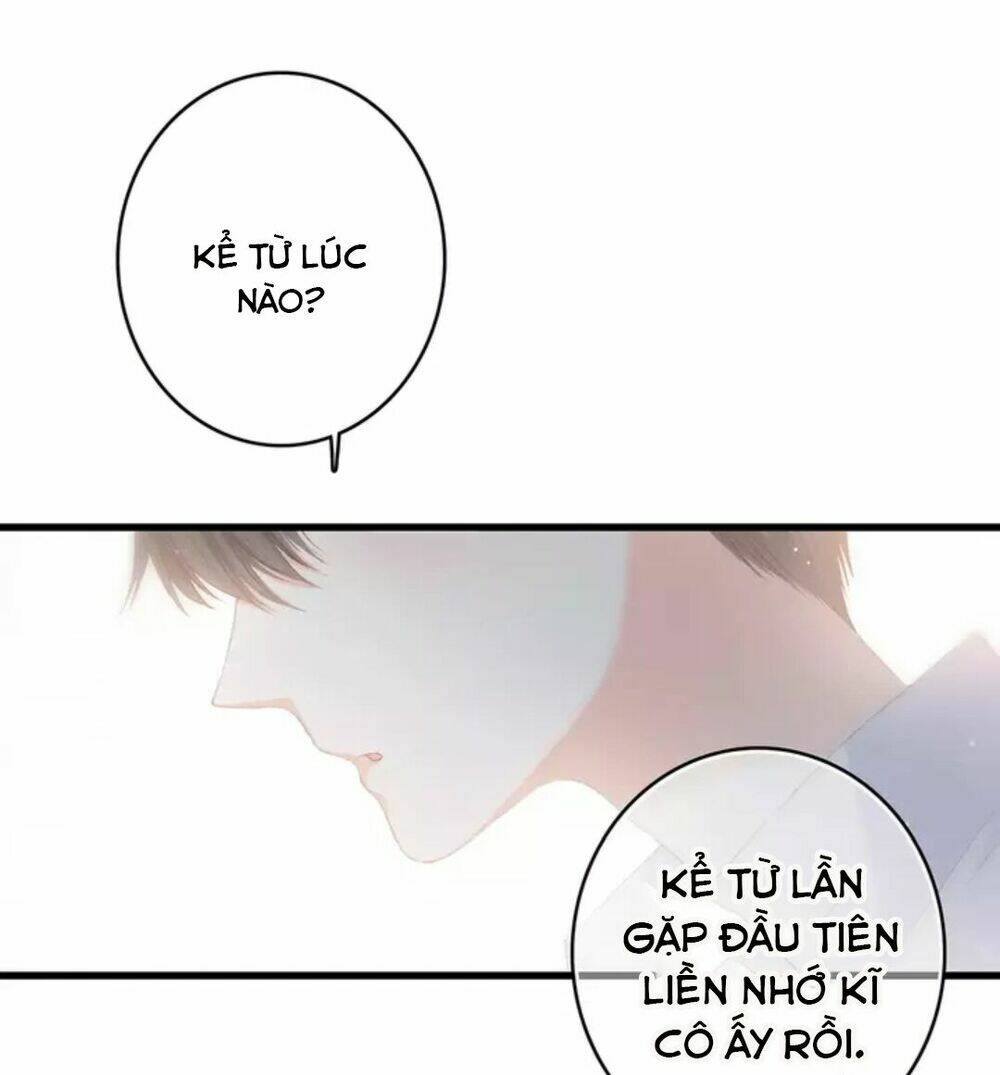 KỂ TỪ LÚC
NÀO?
KỂ TỪ LẦN
GẶP ĐẦU TIÊN
LIỀN NHỚ KĨ
CÔ ẤY RỒI.